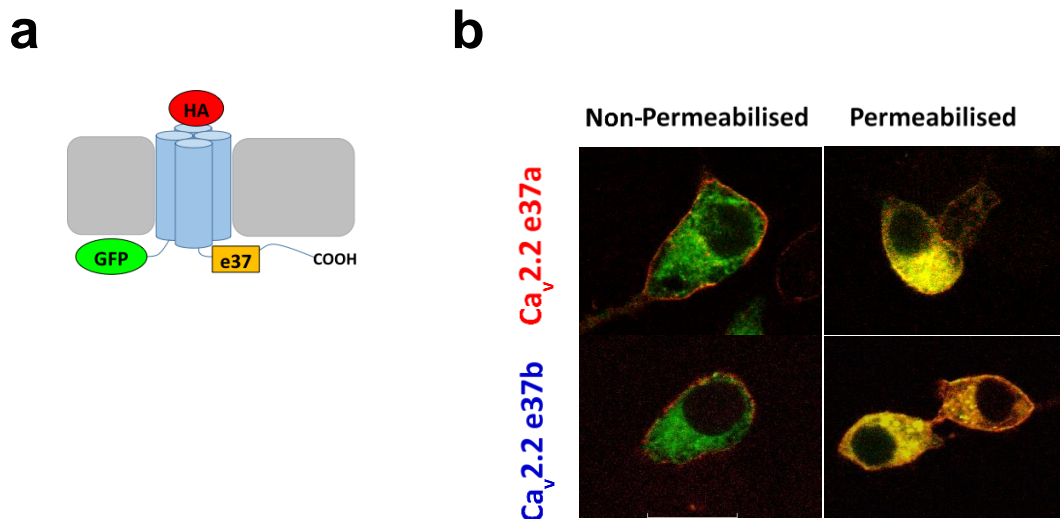 a
b
HA
GFP
e37
COOH
Non-Permeabilised
Permeabilised
Cav2.2 e37a
Cav2.2 e37b